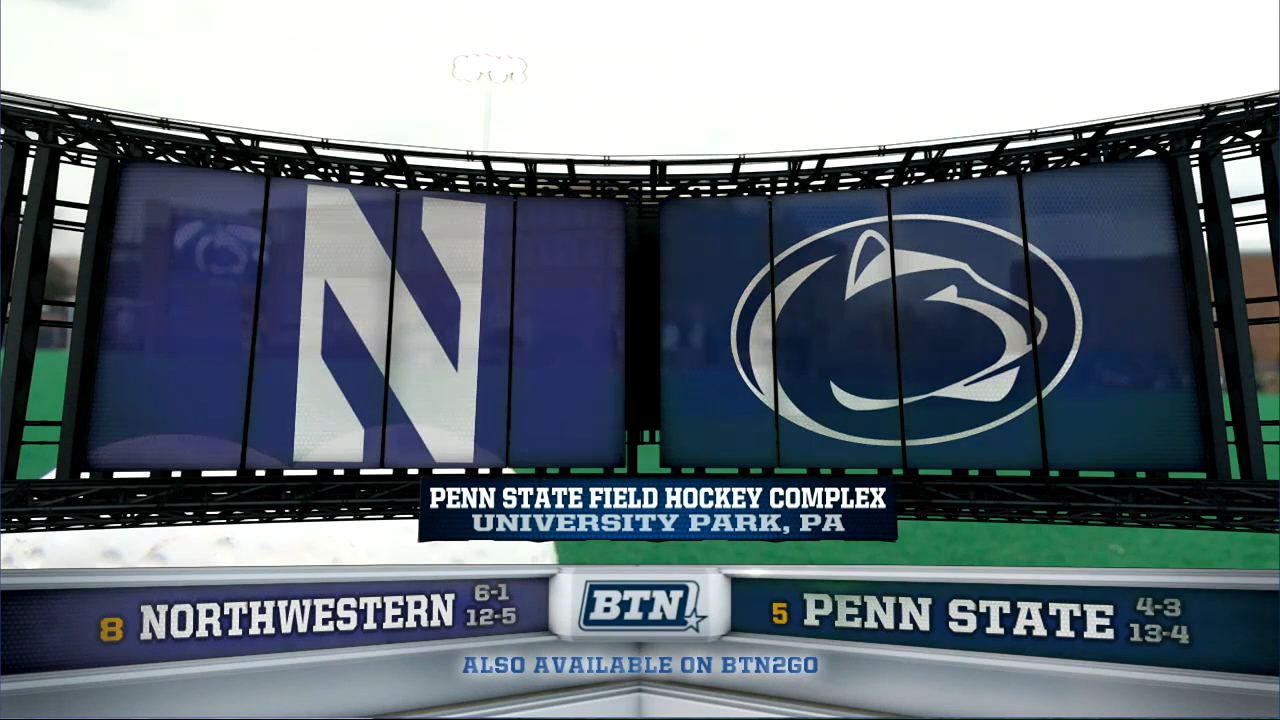 N
PENN STATE FIELD HOCKEY COMPLEX
UNIVERSITY PARK, PA
8 NORTHWESTERN 6-1 12-5
BTN
5 PENN STATE 4-3 13-4
ALSO AVAILABLE ON BTN2GO